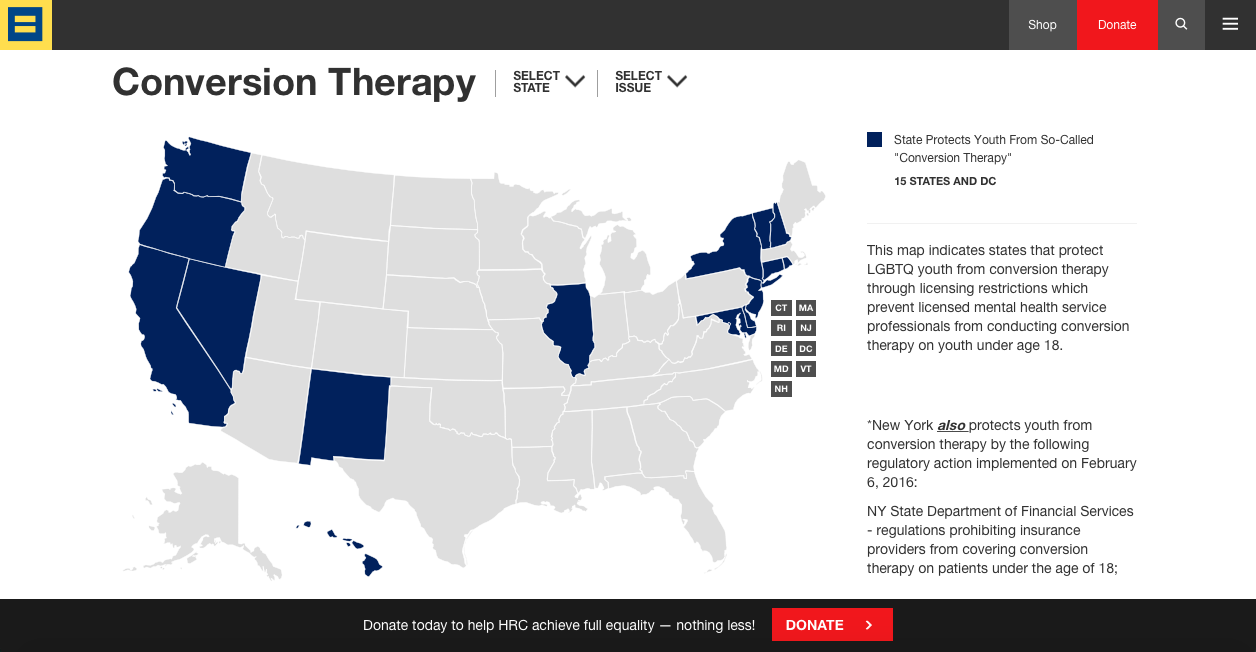 Shop
Donate
Conversion Therapy
SELECT
STATE
SELECT
ISSUE
State Protects Youth From So-Called
"Conversion Therapy"
15 STATES AND DC
This map indicates states that protect
LGBTQ youth from conversion therapy
through licensing restrictions which
prevent licensed mental health service
professionals from conducting conversion
therapy on youth under age 18.
CT MA
RI NJ
DE DC
MD VT
NH
*New York also protects youth from
conversion therapy by the following
regulatory action implemented on February
6, 2016:
NY State Department of Financial Services
- regulations prohibiting insurance
providers from covering conversion
therapy on patients under the age of 18;
Donate today to help HRC achieve full equality — nothing less!
DONATE